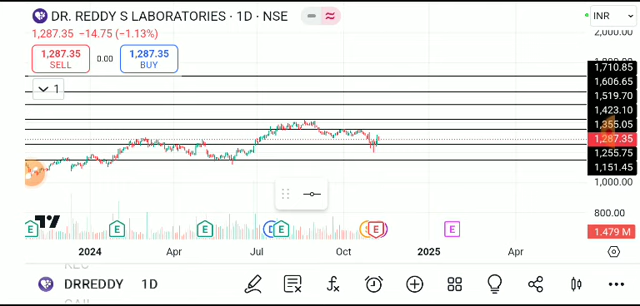 DR. REDDY S LABORATORIES · 1D · NSE
INR
1,287.35 −14.75 (−1.13%)
2,000.00
1,287.35 0.00 1,287.35
SELL BUY
1
1,710.85
1,606.65
1,519.70
1,423.10
1,355.05
1,287.35
1,255.75
1,151.45
1,000.00
800.00
E E E D E E E
1.479 M
2024 Apr Jul Oct 2025 Apr
DRREDDY 1D